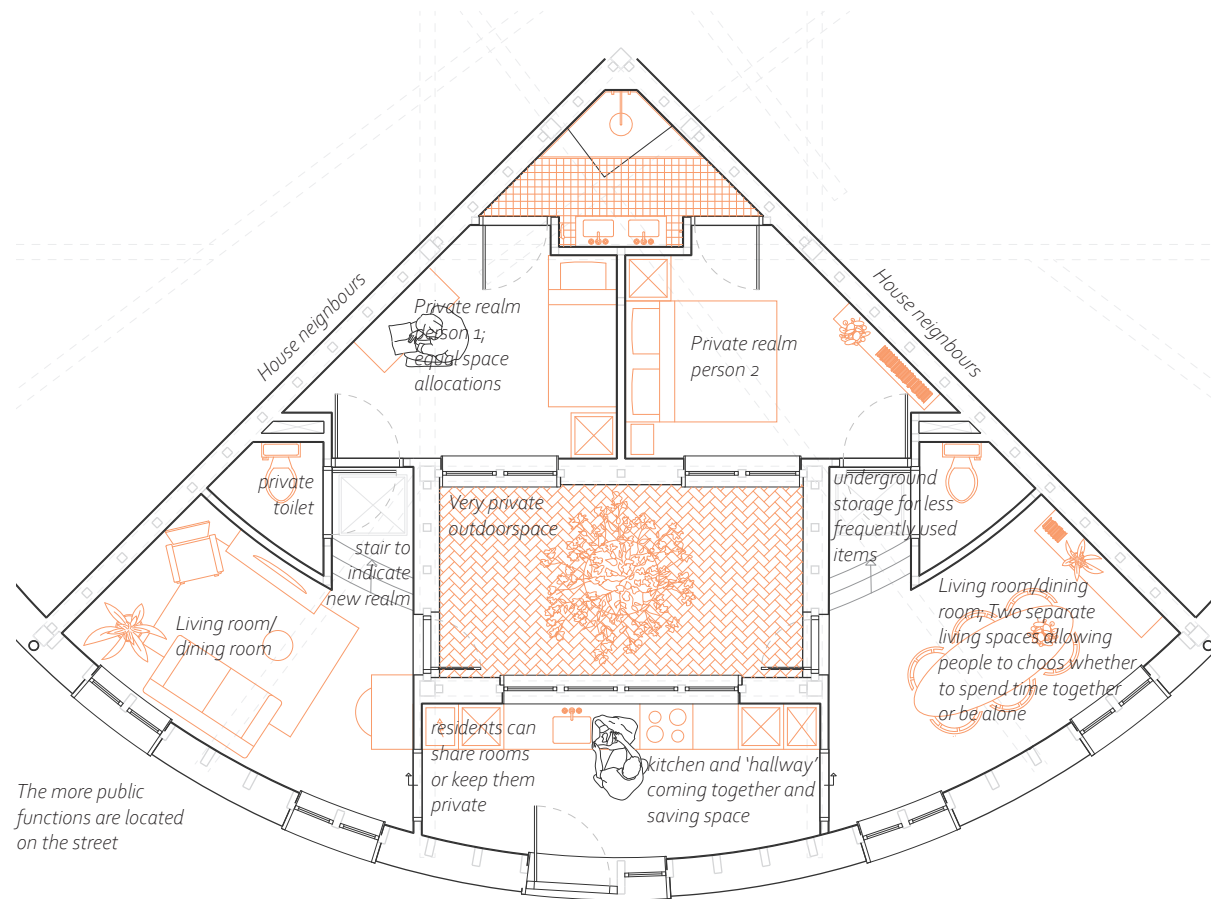 House neignbours
House neignbours
Private realm
person 1;
equal space
allocations
Private realm
person 2
private
toilet
Very private
outdoorspace
underground
storage for less
frequently used
items
stair to
indicate
new realm
Living room/
dining room
Living room/dining
room; Two separate
living spaces allowing
people to choos whether
to spend time together
or be alone
residents can
share rooms
or keep them
private
kitchen and ‘hallway’
coming together and
saving space
The more public
functions are located
on the street